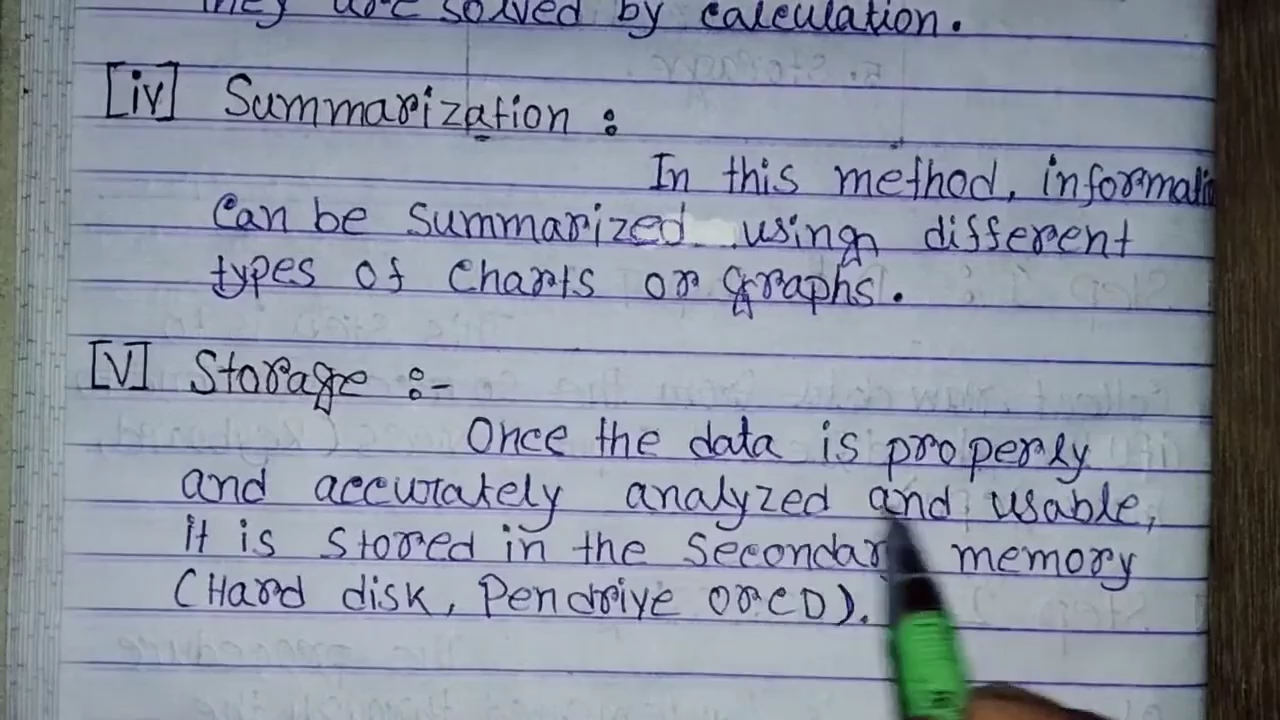 They are solved by calculation.
[iv] Summarization :
In this method, informati
Can be summarized using different
types of Charts or graphs.
[V] Storage :-
Once the data is properly
and accurately analyzed and usable,
it is stored in the Secondary memory
(Hard disk, Pendrive or CD).